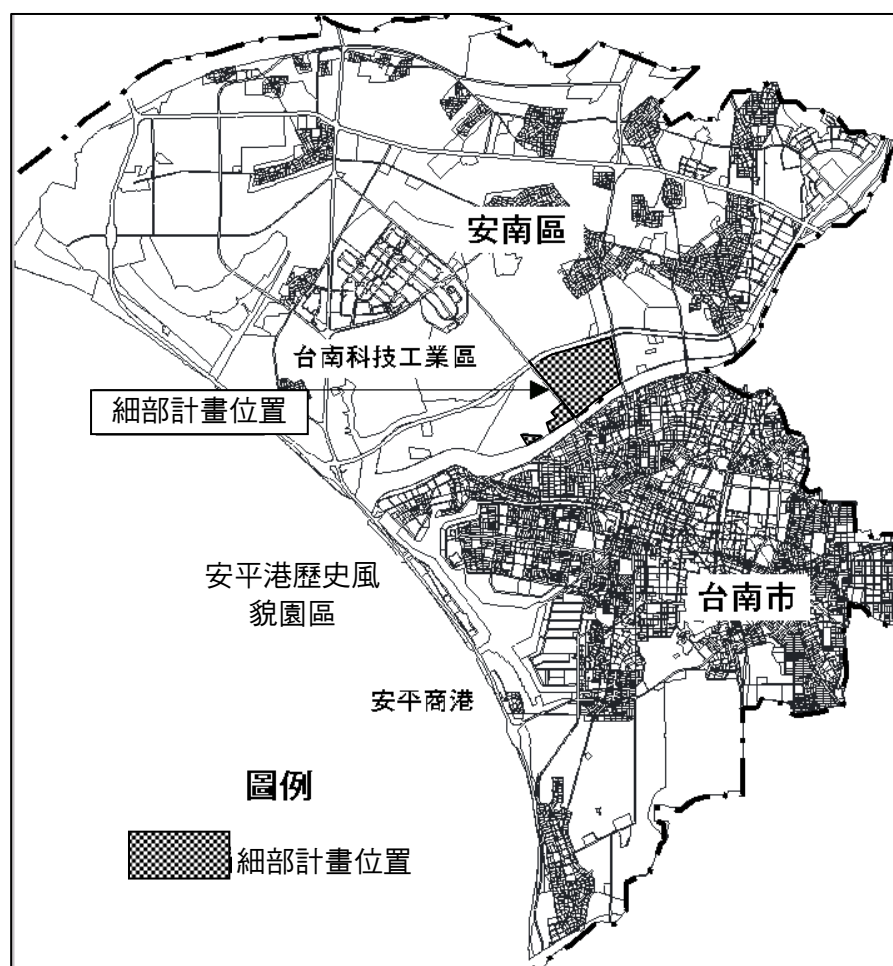 安南區
台南科技工業區
細部計畫位置
安平港歷史風
貌園區
台南市
安平商港
圖例
細部計畫位置